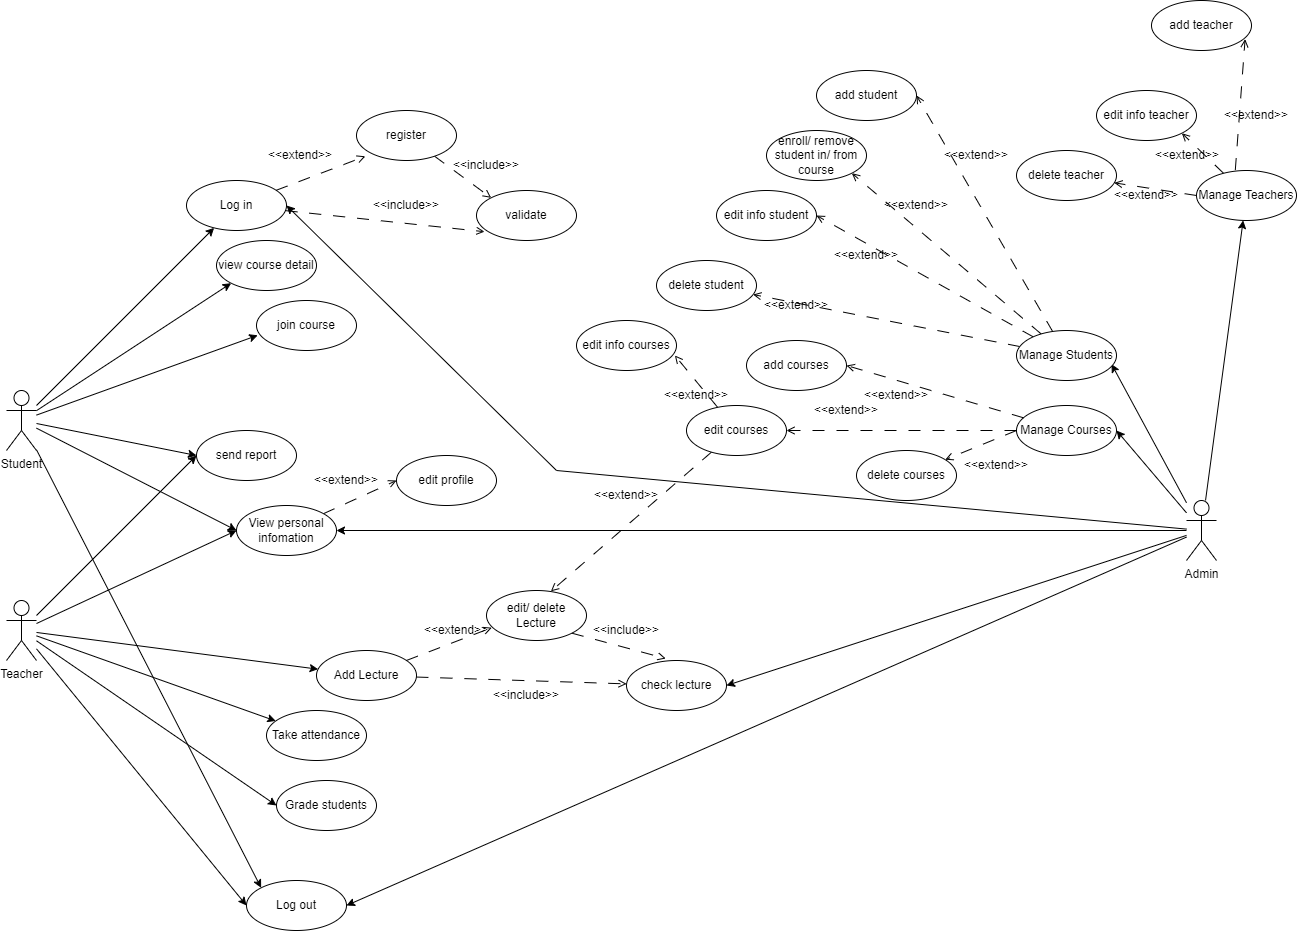 add teacher
add student
edit info teacher
<<extend>>
register
enroll/ remove
student in/ from
course
<<extend>>
<<include>>
<<extend>>
<<extend>>
delete teacher
<<extend>>
Manage Teachers
Log in
<<include>>
validate
edit info student
<<extend>>
<<extend>>
view course detail
delete student
<<extend>>
join course
edit info courses
Manage Students
add courses
<<extend>>
<<extend>>
<<extend>>
edit courses
Manage Courses
Student
send report
<<extend>>
delete courses
<<extend>>
edit profile
<<extend>>
View personal
infomation
Admin
edit/ delete
Lecture
<<extend>>
<<include>>
Teacher
Add Lecture
check lecture
<<include>>
Take attendance
Grade students
Log out